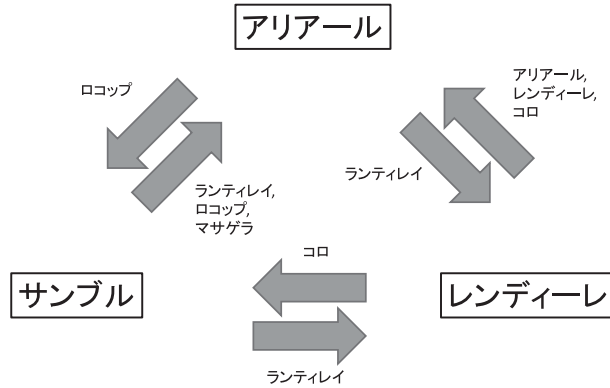 アリアール
ロコップ
アリアール,
レンディーレ,
コロ
ランティレイ
ランティレイ,
ロコップ,
マサゲラ
コロ
サンブル
レンディーレ
ランティレイ